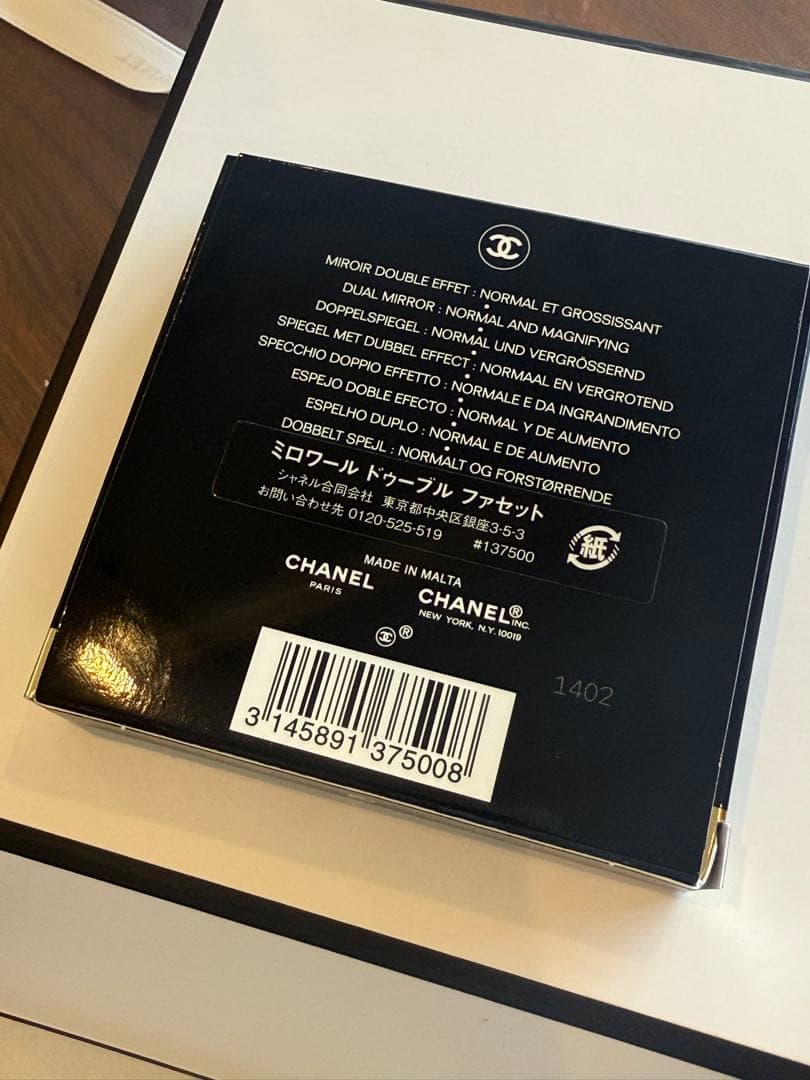 MIROIR DOUBLE EFFET : NORMAL ET GROSSISSANT
DUAL MIRROR : NORMAL AND MAGNIFYING
DOPPELSPIEGEL : NORMAL UND VERGRÖSSERND
SPIEGEL MET DUBBEL EFFECT : NORMAAL EN VERGROTEND
SPECCHIO DOPPIO EFFETTO : NORMALE E DA INGRANDIMENTO
ESPEJO DOBLE EFECTO : NORMAL Y DE AUMENTO
ESPELHO DUPLO : NORMAL E DE AUMENTO
DOBBELT SPEJL : NORMALT OG FORSTØRRENDE
ミロワール ドゥーブル ファセット
シャネル合同会社 東京都中央区銀座3-5-3
お問い合わせ先 0120-525-519 #137500
紙
MADE IN MALTA
CHANEL
PARIS
CHANEL® INC.
NEW YORK, N.Y. 10019
®
1402
3 145891 375008